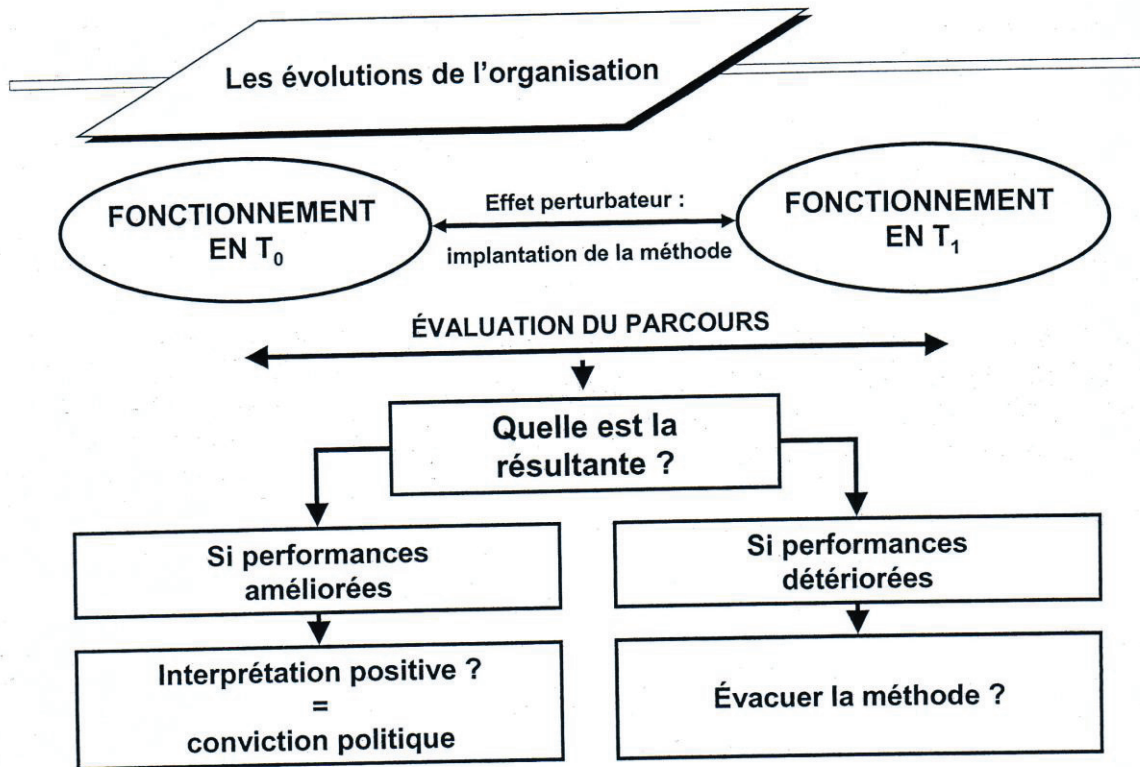 Les évolutions de l'organisation
FONCTIONNEMENT
EN T₀
Effet perturbateur :
implantation de la méthode
FONCTIONNEMENT
EN T₁
ÉVALUATION DU PARCOURS
Quelle est la
résultante ?
Si performances
améliorées
Si performances
détériorées
Interprétation positive ?
=
conviction politique
Évacuer la méthode ?